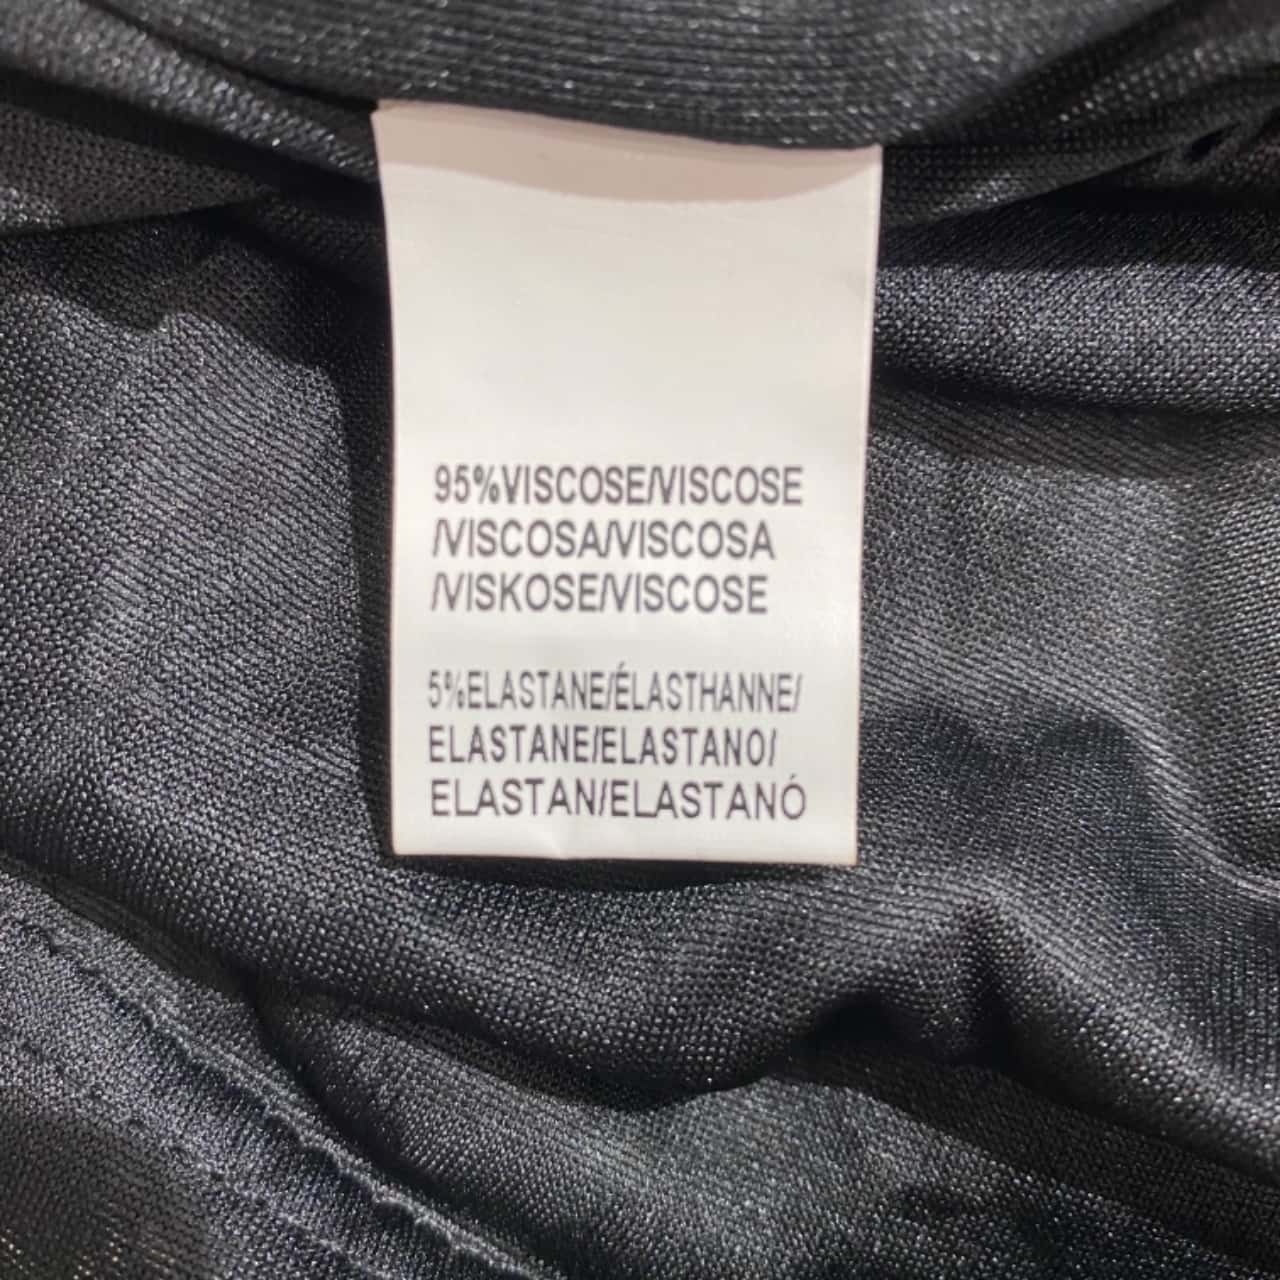 95%VISCOSE/VISCOSE
/VISCOSA/VISCOSA
/VISKOSE/VISCOSE
5%ELASTANE/ÉLASTHANNE/
ELASTANE/ELASTANO/
ELASTAN/ELASTANÓ